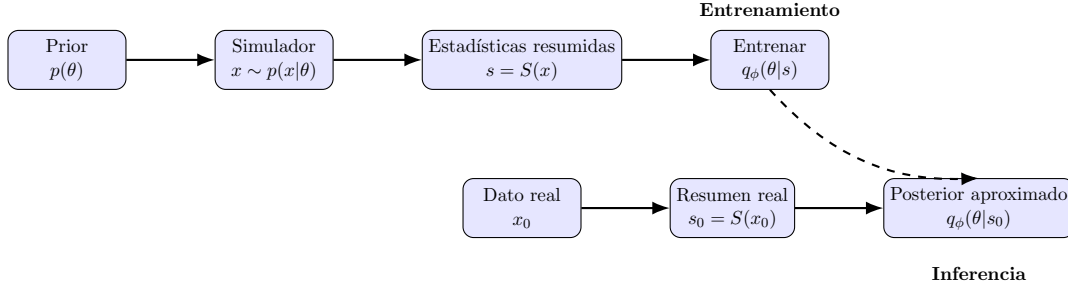 Entrenamiento
Prior
p(θ)
Simulador
x ∼ p(x|θ)
Estadísticas resumidas
s = S(x)
Entrenar
qϕ(θ|s)
Dato real
x₀
Resumen real
s₀ = S(x₀)
Posterior aproximado
qϕ(θ|s₀)
Inferencia